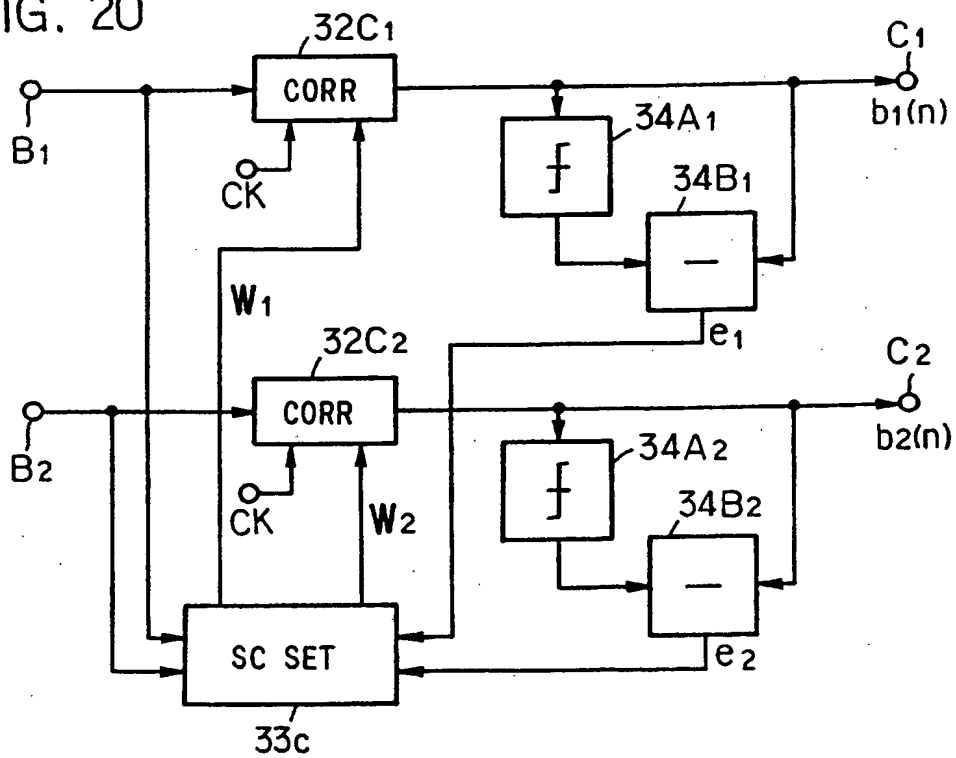 IG. 20
32C1
C1
CORR
B1
b1(n)
34A1
CK
34B1
—
W1
e1
32C2
C2
CORR
B2
b2(n)
34A2
CK
W2
34B2
—
SC SET
e2
33c